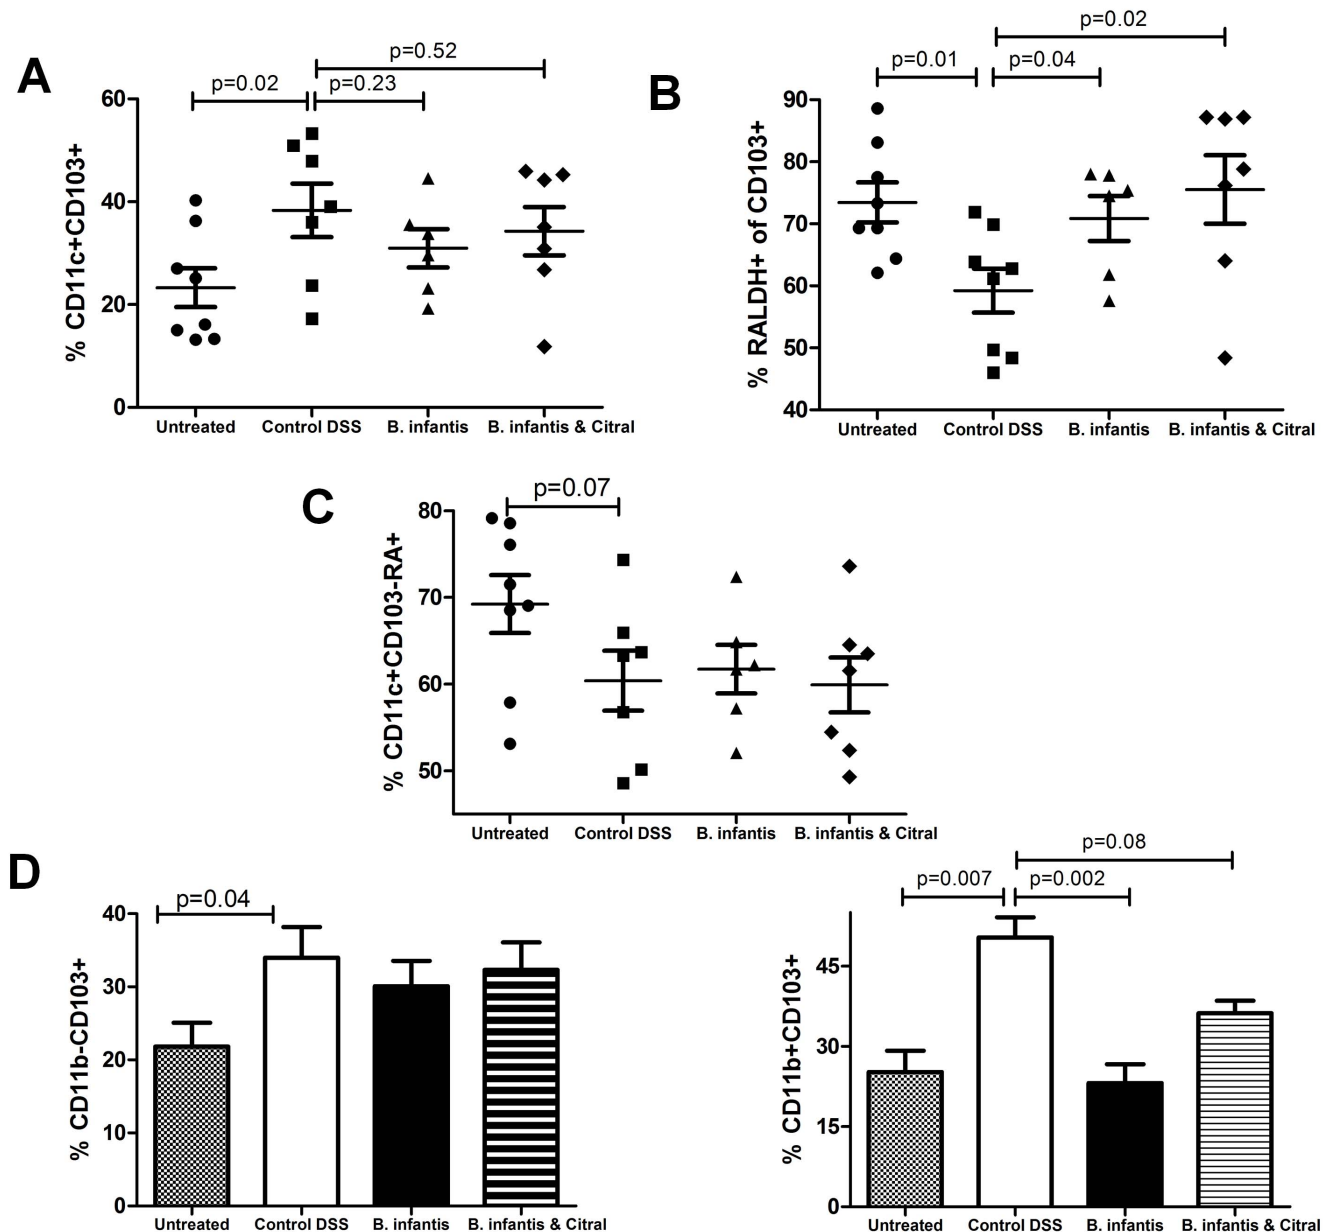 A
p=0.52
p=0.02
p=0.23
% CD11c+CD103+
60
40
20
0
Untreated
Control DSS
B. infantis
B. infantis & Citral
B
p=0.02
p=0.01
p=0.04
% RALDH+ of CD103+
90
80
70
60
50
40
Untreated
Control DSS
B. infantis
B. infantis & Citral
C
p=0.07
% CD11c+CD103-RA+
80
70
60
50
Untreated
Control DSS
B. infantis
B. infantis & Citral
D
p=0.04
% CD11b-CD103+
40
30
20
10
0
Untreated
Control DSS
B. infantis
B. infantis & Citral
p=0.08
p=0.007
p=0.002
% CD11b+CD103+
45
30
15
0
Untreated
Control DSS
B. infantis
B. infantis & Citral